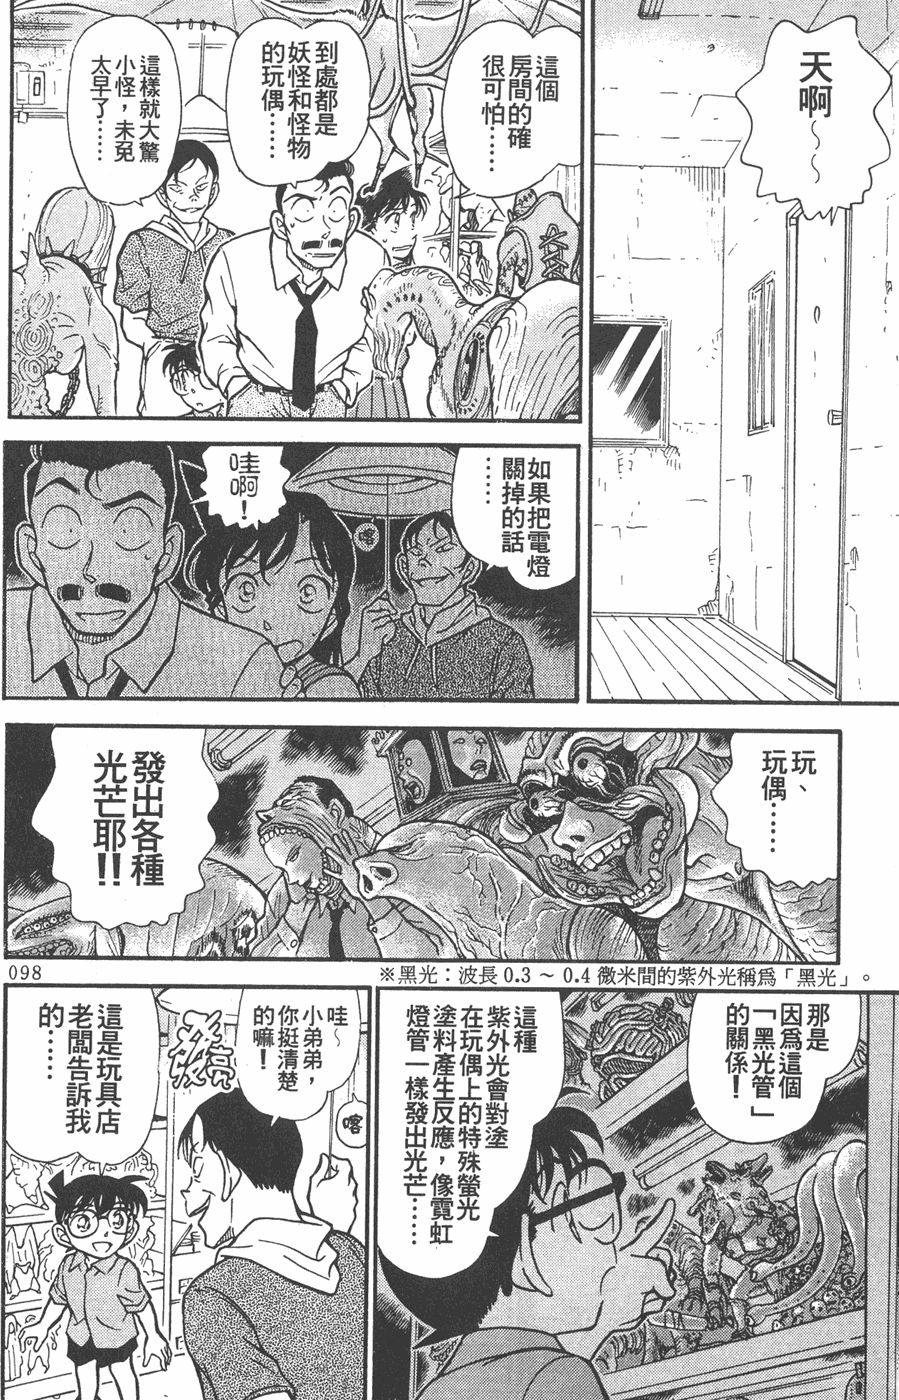 天啊～
這個
房間的確
很可怕……
到處都是
妖怪和怪物
的玩偶……
這樣就大驚
小怪，未免
太早了……
如果把電燈
關掉的話
……
喀
哇啊！
玩、
玩偶……
發出各種
光芒耶！！
098
※黑光：波長0.3～0.4微米間的紫外光稱為「黑光」。
那是
因為這個
「黑光管」
的關係！
這種
紫外光會對塗
在玩偶上的特殊螢光
塗料產生反應，像霓虹
燈管一樣發出光芒……
喀
哇～
小弟弟，
你挺清楚
的嘛！
這是玩具店
老闆告訴我
的……